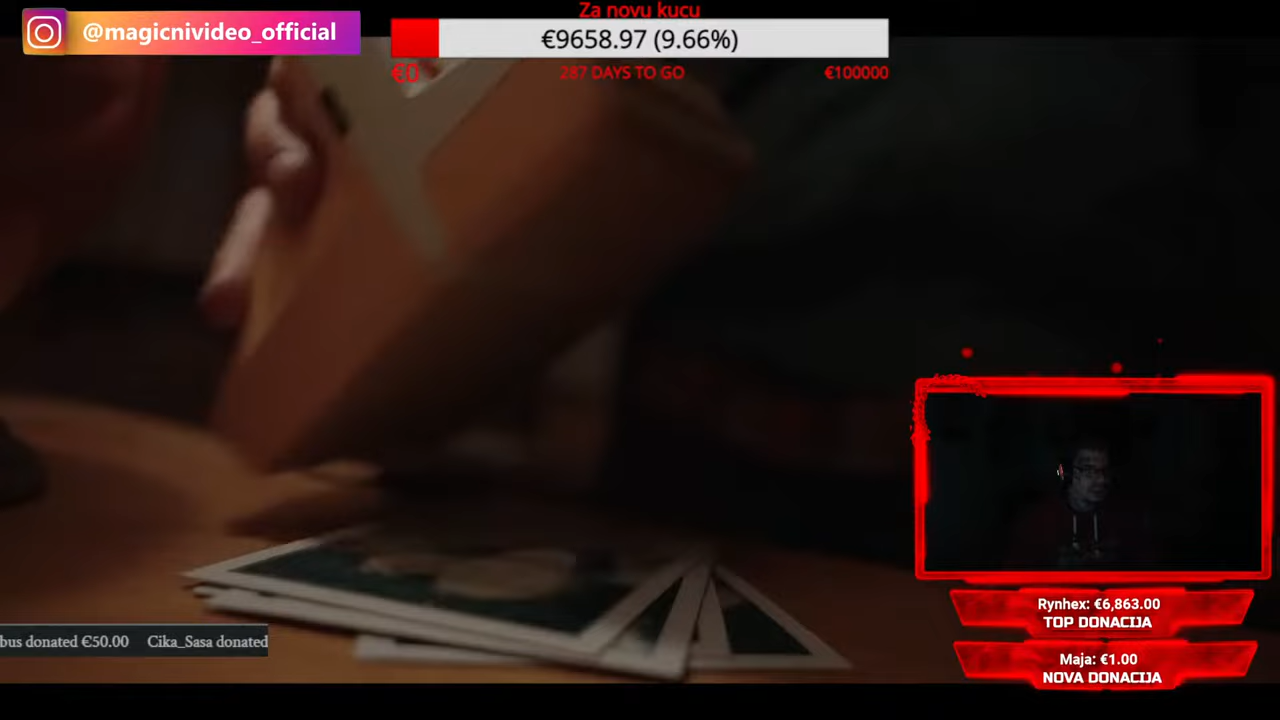 @magicnivideo_official
Za novu kucu
€9658.97 (9.66%)
€0
287 DAYS TO GO
€100000
Rynhex: €6,863.00
TOP DONACIJA
bus donated €50.00 Cika_Sasa donated
Maja: €1.00
NOVA DONACIJA